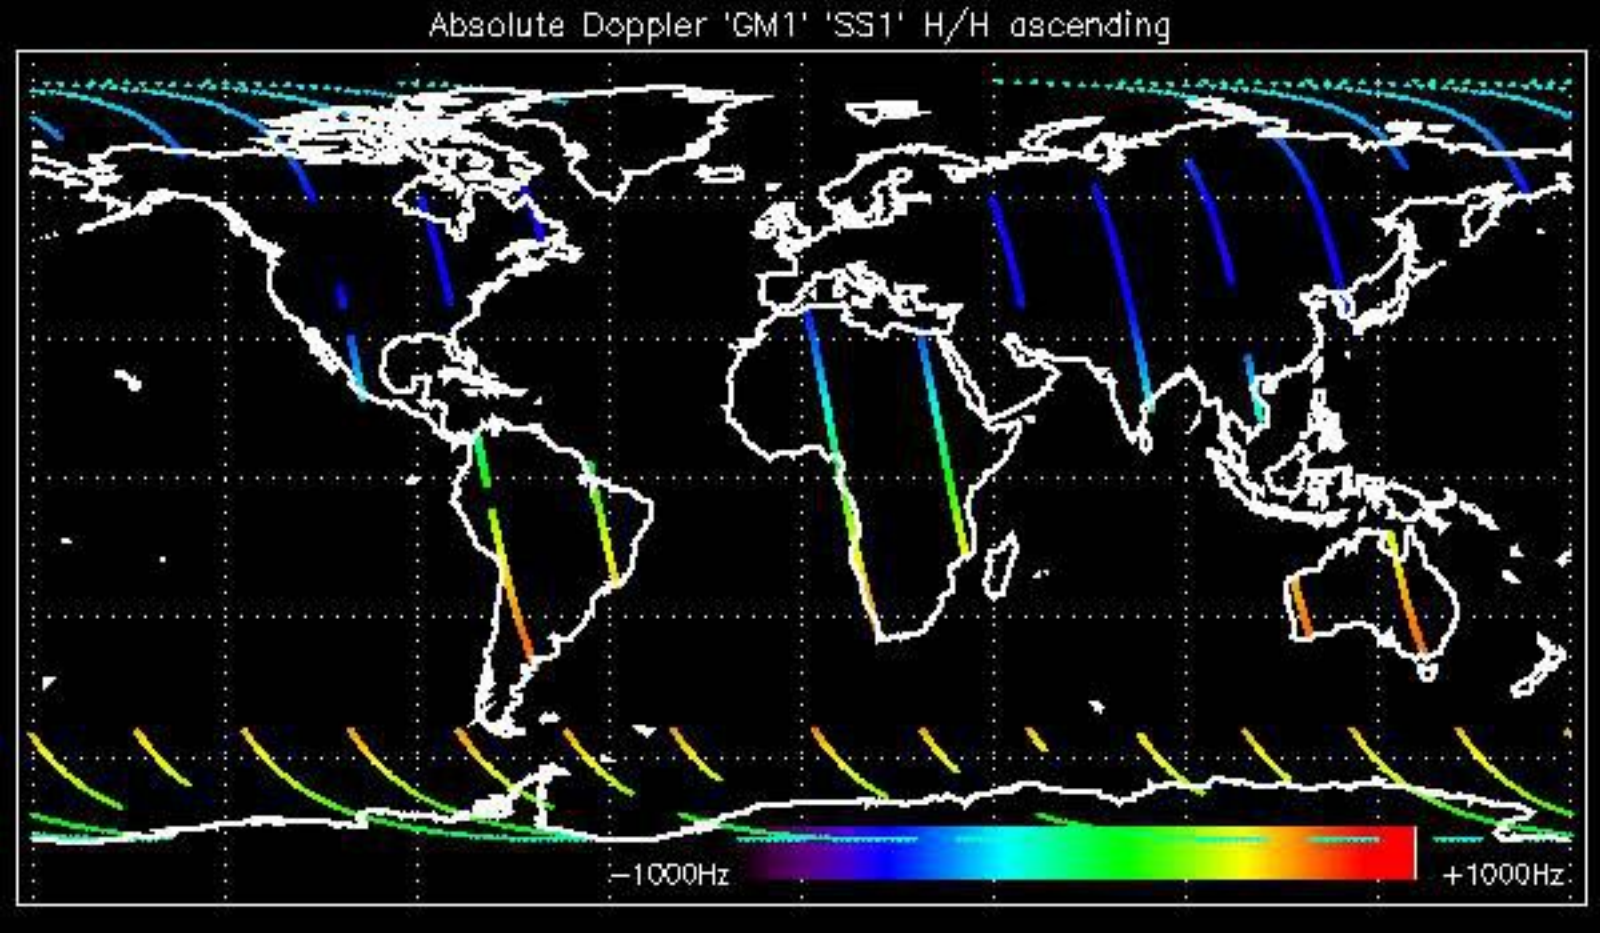 Absolute Doppler 'GM1' 'SS1' H/H ascending
−1000Hz
+1000Hz